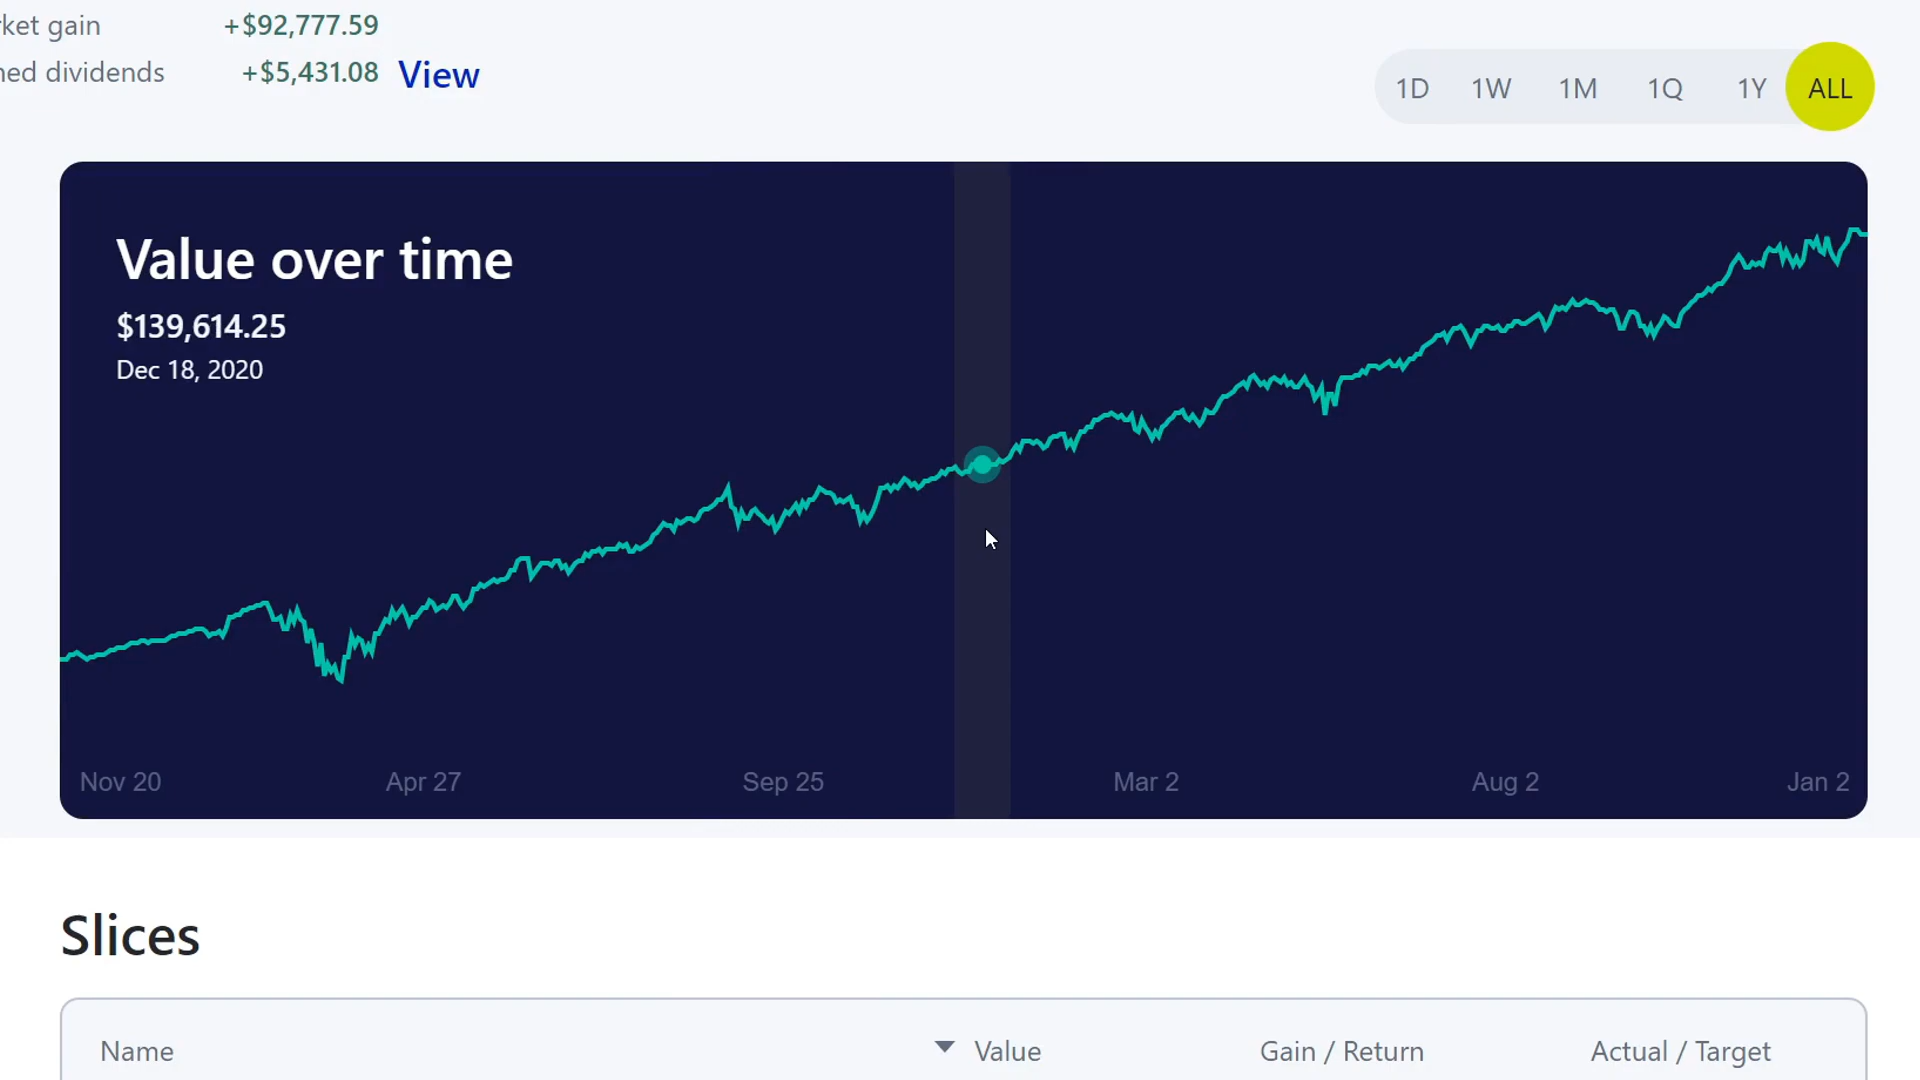 ket gain +$92,777.59
ned dividends +$5,431.08 View
1D 1W 1M 1Q 1Y ALL
Value over time
$139,614.25
Dec 18, 2020
Nov 20 Apr 27 Sep 25 Mar 2 Aug 2 Jan 2
Slices
Name Value Gain / Return Actual / Target